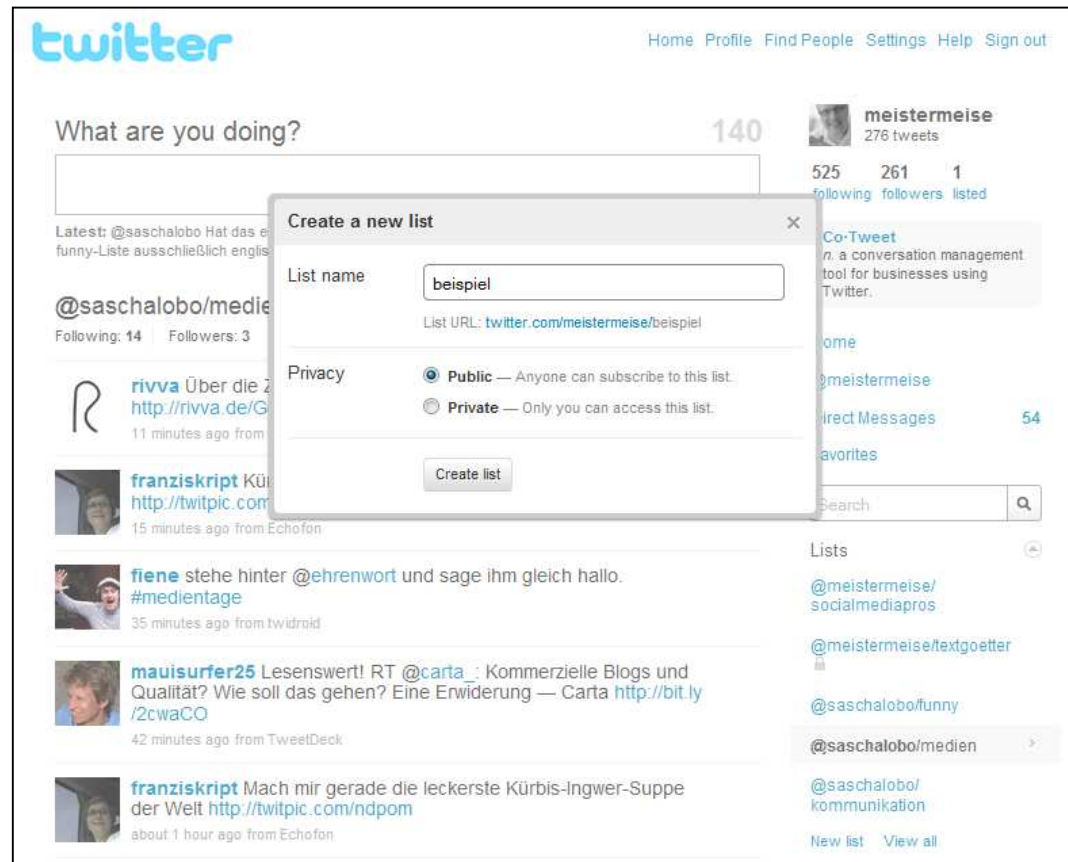 twitter
Home Profile Find People Settings Help Sign out
What are you doing?
140
Latest: @saschalobo Hat das e
funny-Liste ausschließlich englis
@saschalobo/medie
Following: 14 Followers: 3
rivva Über die Z
http://rivva.de/G
11 minutes ago from
franziskript Kür
http://twitpic.com
15 minutes ago from Echofon
fiene stehe hinter @ehrenwort und sage ihm gleich hallo.
#medientage
35 minutes ago from twidroid
mauisurfer25 Lesenswert! RT @carta_: Kommerzielle Blogs und
Qualität? Wie soll das gehen? Eine Erwiderung — Carta http://bit.ly
/2cwaCO
42 minutes ago from TweetDeck
franziskript Mach mir gerade die leckerste Kürbis-Ingwer-Suppe
der Welt http://twitpic.com/ndpom
about 1 hour ago from Echofon
Create a new list
List name
beispiel
List URL: twitter.com/meistermeise/beispiel
Privacy
Public — Anyone can subscribe to this list.
Private — Only you can access this list.
Create list
meistermeise
276 tweets
525 261 1
following followers listed
Co·Tweet
n. a conversation management
tool for businesses using
Twitter.
ome
meistermeise
irect Messages 54
avorites
Search
Lists
@meistermeise/
socialmediapros
@meistermeise/textgoetter
@saschalobo/funny
@saschalobo/medien
@saschalobo/
kommunikation
New list View all